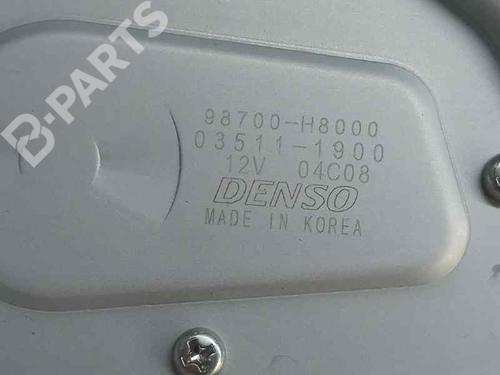 B-PARTS
98700-H8000
03511-1900
12V 04C08
DENSO
MADE IN KOREA